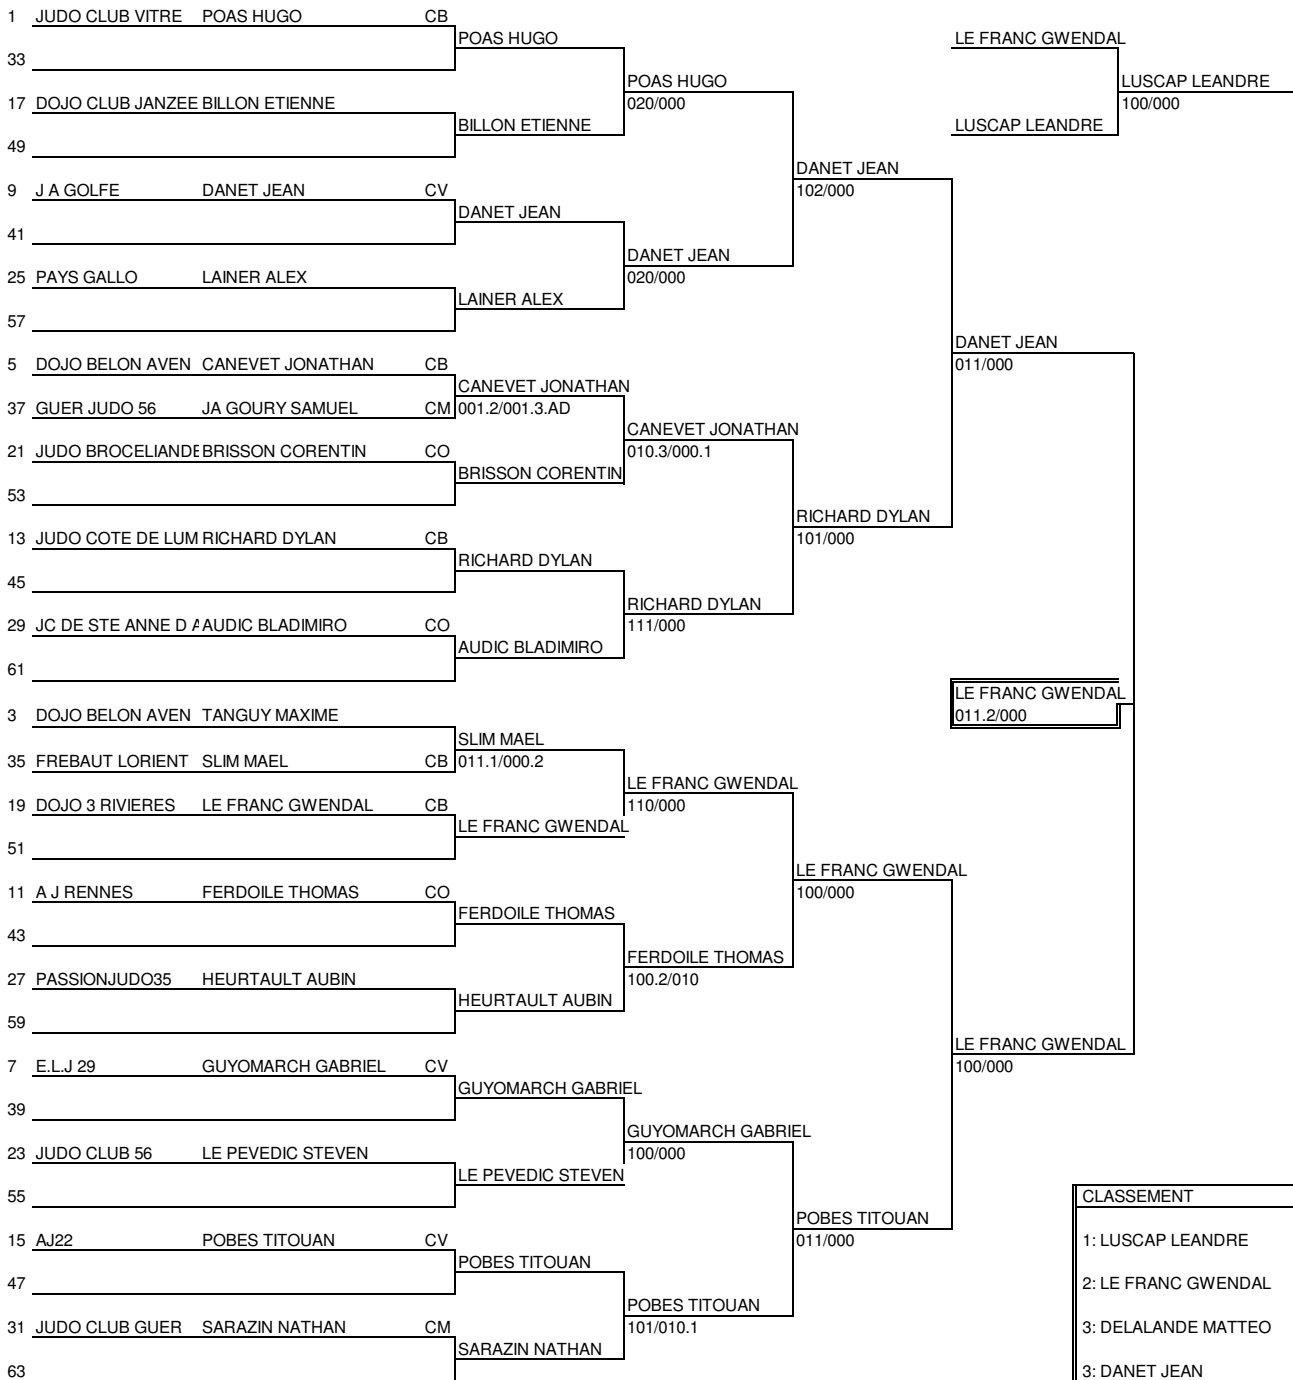 1 JUDO CLUB VITRE POAS HUGO CB
POAS HUGO
LE FRANC GWENDAL
33
POAS HUGO
020/000
LUSCAP LEANDRE
100/000
17 DOJO CLUB JANZEE BILLON ETIENNE
BILLON ETIENNE
LUSCAP LEANDRE
49
DANET JEAN
102/000
9 J A GOLFE DANET JEAN CV
DANET JEAN
41
DANET JEAN
020/000
25 PAYS GALLO LAINER ALEX
LAINER ALEX
57
DANET JEAN
011/000
5 DOJO BELON AVEN CANEVET JONATHAN CB
CANEVET JONATHAN
001.2/001.3.AD
37 GUER JUDO 56 JA GOURY SAMUEL CM
CANEVET JONATHAN
010.3/000.1
21 JUDO BROCELIANDE BRISSON CORENTIN CO
BRISSON CORENTIN
53
RICHARD DYLAN
101/000
13 JUDO COTE DE LUM RICHARD DYLAN CB
RICHARD DYLAN
45
RICHARD DYLAN
111/000
29 JC DE STE ANNE D A AUDIC BLADIMIRO CO
AUDIC BLADIMIRO
61
LE FRANC GWENDAL
011.2/000
3 DOJO BELON AVEN TANGUY MAXIME
SLIM MAEL
011.1/000.2
35 FREBAUT LORIENT SLIM MAEL CB
LE FRANC GWENDAL
110/000
19 DOJO 3 RIVIERES LE FRANC GWENDAL CB
LE FRANC GWENDAL
51
LE FRANC GWENDAL
100/000
11 A J RENNES FERDOILE THOMAS CO
FERDOILE THOMAS
43
FERDOILE THOMAS
100.2/010
27 PASSIONJUDO35 HEURTAULT AUBIN
HEURTAULT AUBIN
59
LE FRANC GWENDAL
100/000
7 E.L.J 29 GUYOMARCH GABRIEL CV
GUYOMARCH GABRIEL
39
GUYOMARCH GABRIEL
100/000
23 JUDO CLUB 56 LE PEVEDIC STEVEN
LE PEVEDIC STEVEN
55
POBES TITOUAN
011/000
15 AJ22 POBES TITOUAN CV
POBES TITOUAN
47
POBES TITOUAN
101/010.1
31 JUDO CLUB GUER SARAZIN NATHAN CM
SARAZIN NATHAN
63
CLASSEMENT
1: LUSCAP LEANDRE
2: LE FRANC GWENDAL
3: DELALANDE MATTEO
3: DANET JEAN